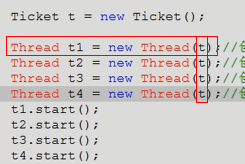 Ticket t = new Ticket();
Thread t1 = new Thread(t);//
Thread t2 = new Thread(t);//
Thread t3 = new Thread(t);//
Thread t4 = new Thread(t);//
t1.start();
t2.start();
t3.start();
t4.start();